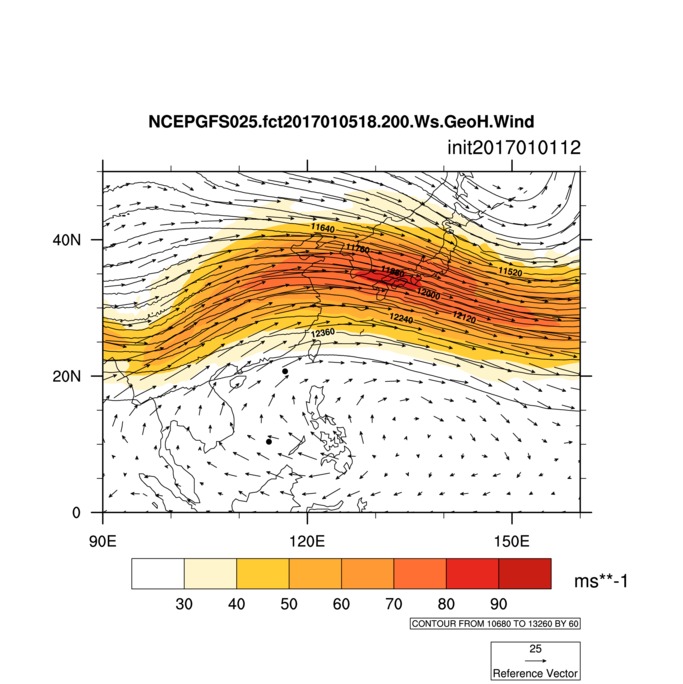 NCEPGFS025.fct2017010518.200.Ws.GeoH.Wind
init2017010112
40N
20N
0
11640
11760
11880
12000
12120
12240
12360
11520
90E 120E 150E
30 40 50 60 70 80 90
ms**-1
CONTOUR FROM 10680 TO 13260 BY 60
25
Reference Vector